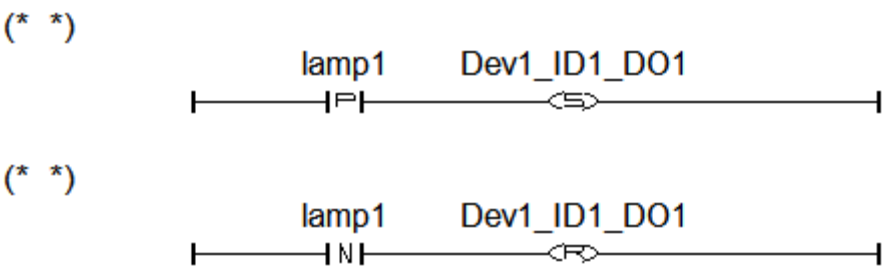 (* *)
lamp1 Dev1_ID1_DO1
P S
(* *)
lamp1 Dev1_ID1_DO1
N R